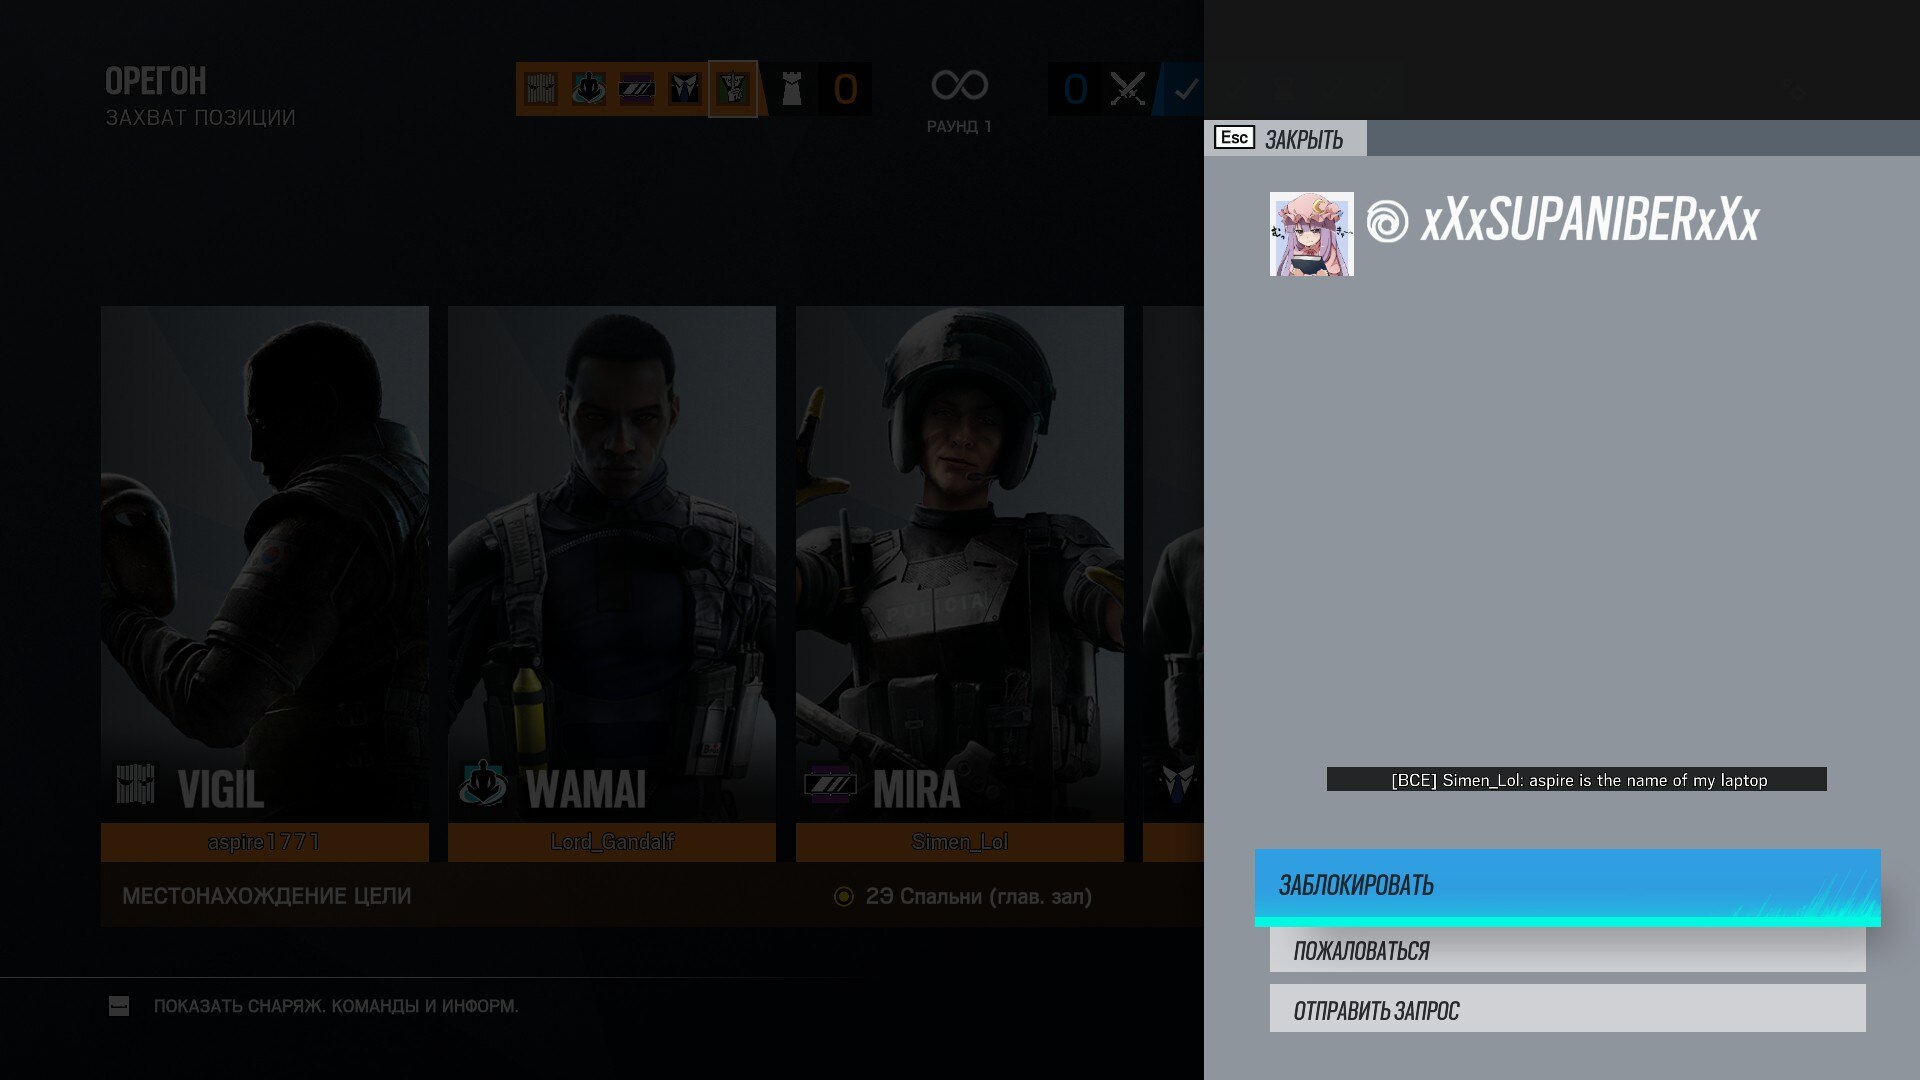 ОРЕГОН
ЗАХВАТ ПОЗИЦИИ
0
РАУНД 1
0
Esc ЗАКРЫТЬ
xXxSUPANIBERxXx
POLICIA
VIGIL
WAMAI
MIRA
aspire1771
Lord_Gandalf
Simen_Lol
[ВСЕ] Simen_Lol: aspire is the name of my laptop
МЕСТОНАХОЖДЕНИЕ ЦЕЛИ
2Э Спальни (глав. зал)
ЗАБЛОКИРОВАТЬ
ПОЖАЛОВАТЬСЯ
ОТПРАВИТЬ ЗАПРОС
ПОКАЗАТЬ СНАРЯЖ. КОМАНДЫ И ИНФОРМ.